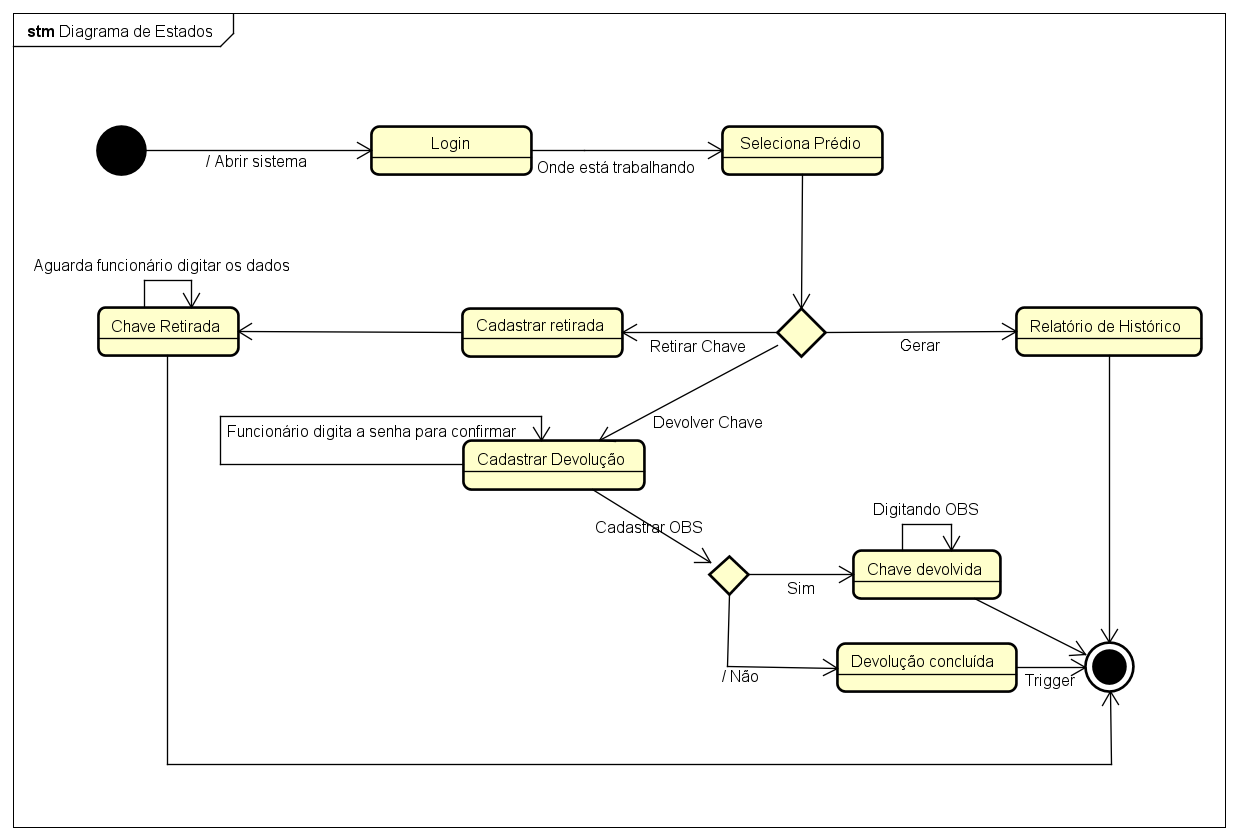 stm Diagrama de Estados
Login
Seleciona Prédio
/ Abrir sistema
Onde está trabalhando
Aguarda funcionário digitar os dados
Chave Retirada
Cadastrar retirada
Relatório de Histórico
Retirar Chave
Gerar
Devolver Chave
Funcionário digita a senha para confirmar
Cadastrar Devolução
Digitando OBS
Cadastrar OBS
Chave devolvida
Sim
Devolução concluída
/ Não
Trigger